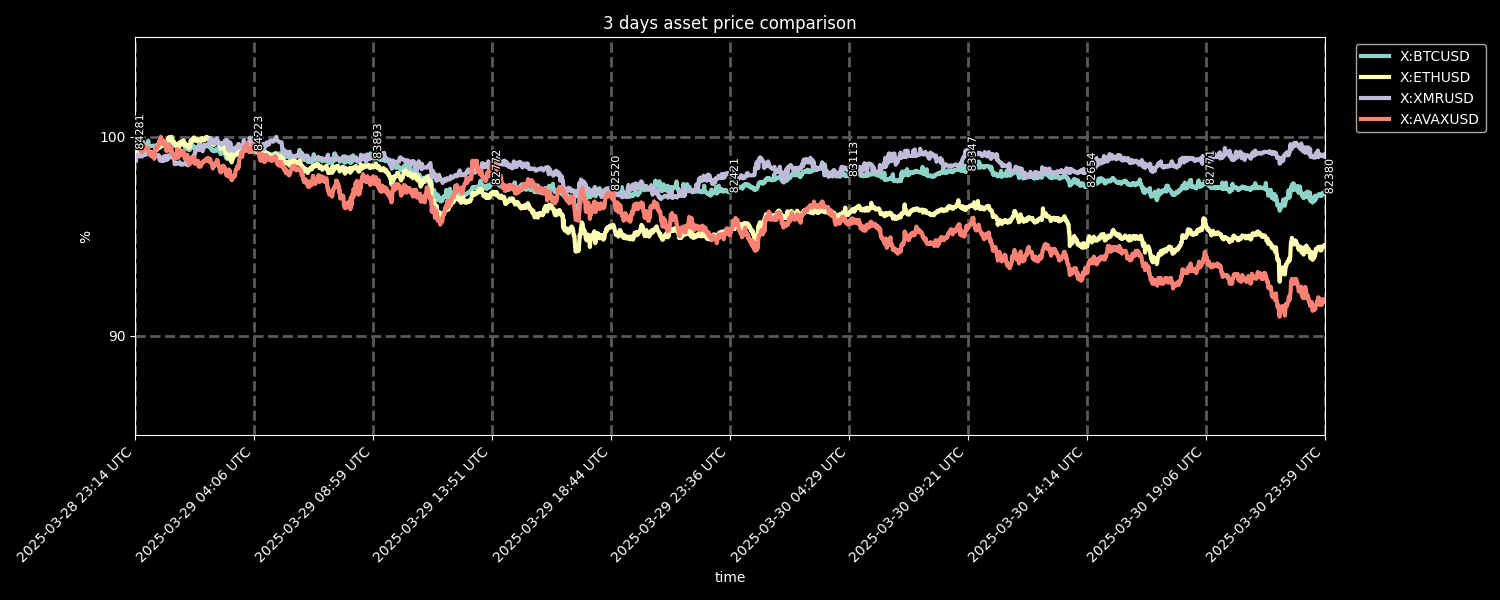 3 days asset price comparison
X:BTCUSD
X:ETHUSD
X:XMRUSD
X:AVAXUSD
%
100
90
84281
84223
83893
82772
82520
82421
83113
83347
82654
82771
82380
2025-03-28 23:14 UTC
2025-03-29 04:06 UTC
2025-03-29 08:59 UTC
2025-03-29 13:51 UTC
2025-03-29 18:44 UTC
2025-03-29 23:36 UTC
2025-03-30 04:29 UTC
2025-03-30 09:21 UTC
2025-03-30 14:14 UTC
2025-03-30 19:06 UTC
2025-03-30 23:59 UTC
time